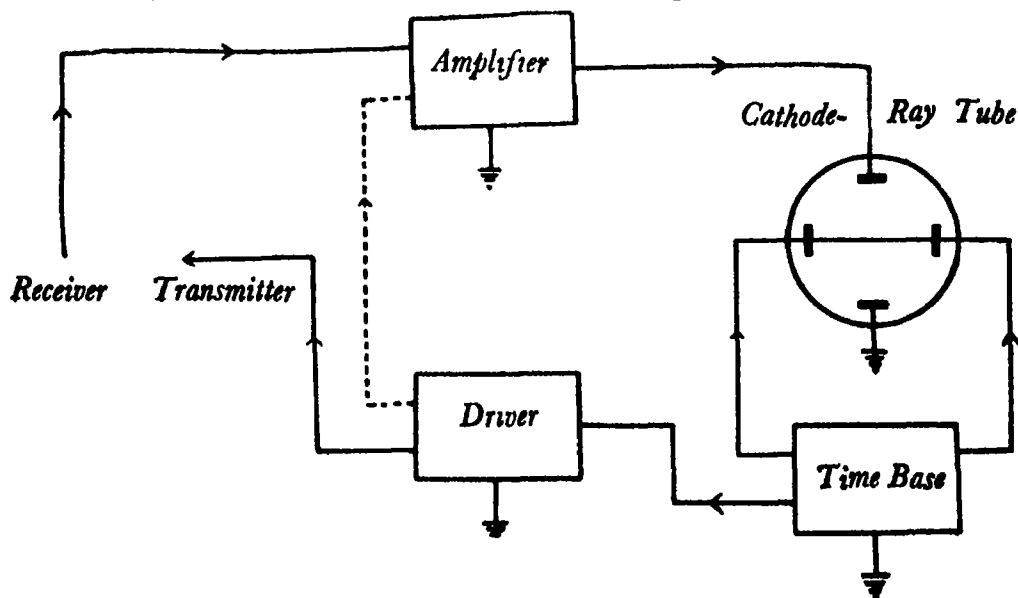 Amplifier
Cathode- Ray Tube
Receiver Transmitter
Driver
Time Base